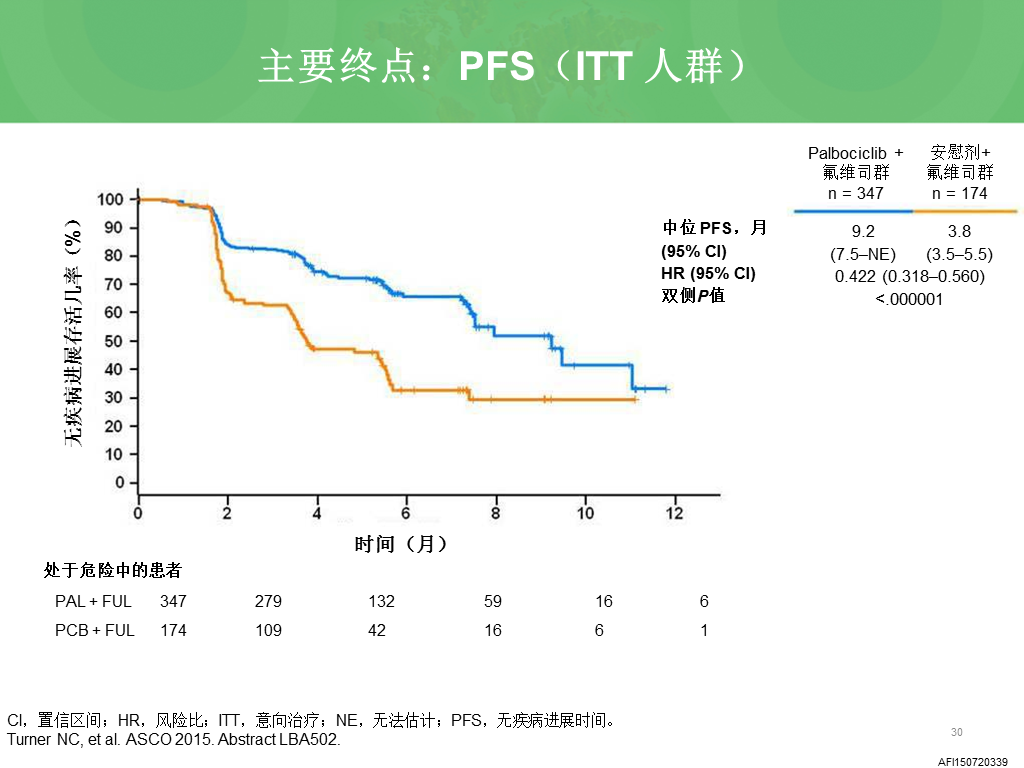 主要终点：PFS（ITT 人群）
Palbociclib +
氟维司群
n = 347
安慰剂+
氟维司群
n = 174
中位 PFS，月
9.2
3.8
(95% CI)
(7.5–NE)
(3.5–5.5)
HR (95% CI)
0.422 (0.318–0.560)
双侧P值
<.000001
无疾病进展存活几率（%）
100
90
80
70
60
50
40
30
20
10
0
0 2 4 6 8 10 12
时间（月）
处于危险中的患者
PAL + FUL 347 279 132 59 16 6
PCB + FUL 174 109 42 16 6 1
CI，置信区间；HR，风险比；ITT，意向治疗；NE，无法估计；PFS，无疾病进展时间。
Turner NC, et al. ASCO 2015. Abstract LBA502.
30
AFI150720339